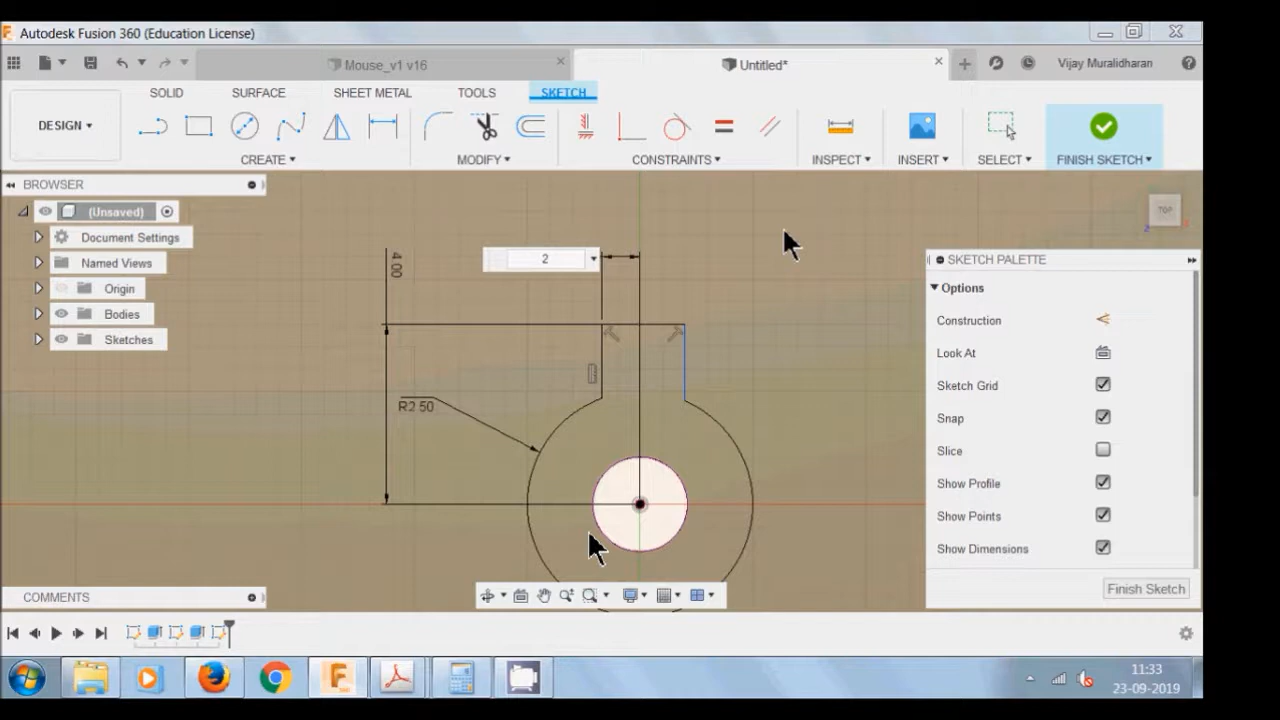 Autodesk Fusion 360 (Education License)
Mouse_v1 v16
Untitled*
Vijay Muralidharan
SOLID
SURFACE
SHEET METAL
TOOLS
SKETCH
DESIGN
CREATE
MODIFY
CONSTRAINTS
INSPECT
INSERT
SELECT
FINISH SKETCH
BROWSER
(Unsaved)
Document Settings
Named Views
Origin
Bodies
Sketches
TOP
4.00
2
R2.50
SKETCH PALETTE
Options
Construction
Look At
Sketch Grid
Snap
Slice
Show Profile
Show Points
Show Dimensions
Finish Sketch
COMMENTS
11:33
23-09-2019